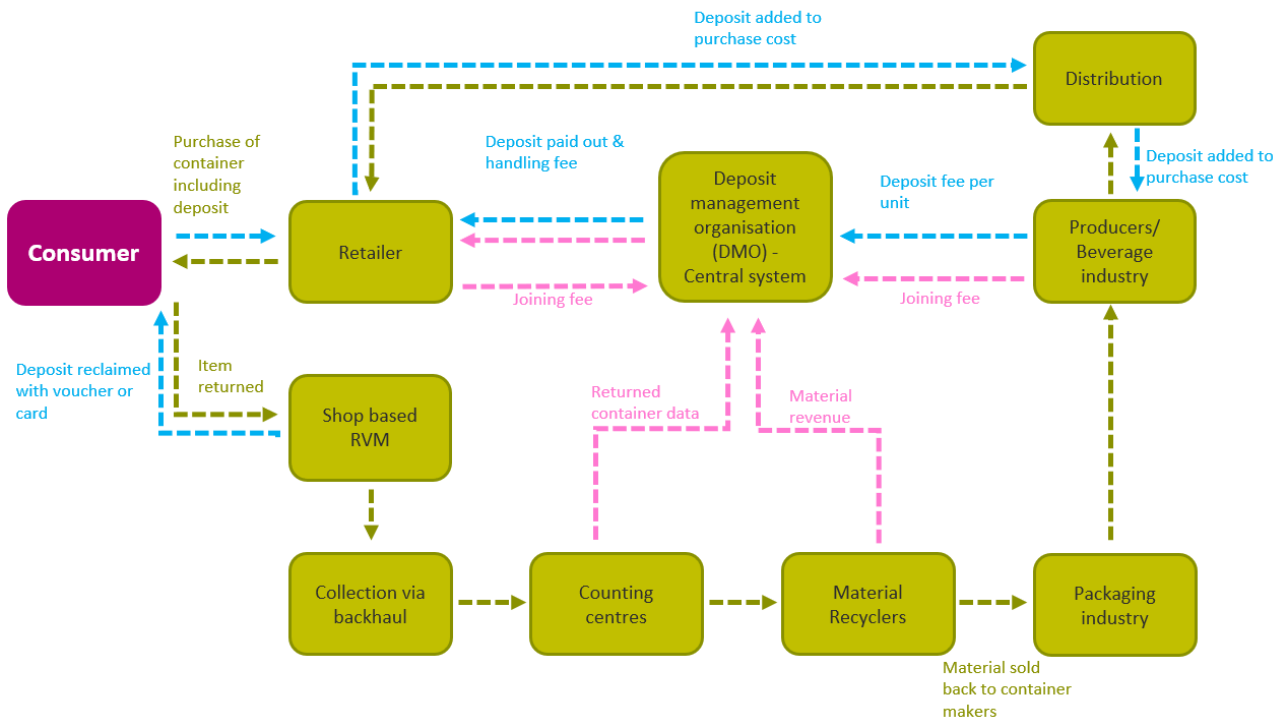 Deposit added to
purchase cost
Distribution
Purchase of
container
including
deposit
Deposit paid out &
handling fee
Deposit
management
organisation
(DMO) -
Central system
Deposit fee per
unit
Deposit added to
purchase cost
Consumer
Retailer
Producers/
Beverage
industry
Joining fee
Joining fee
Deposit reclaimed
with voucher or
card
Item
returned
Shop based
RVM
Returned
container data
Material
revenue
Collection via
backhaul
Counting
centres
Material
Recyclers
Packaging
industry
Material sold
back to container
makers